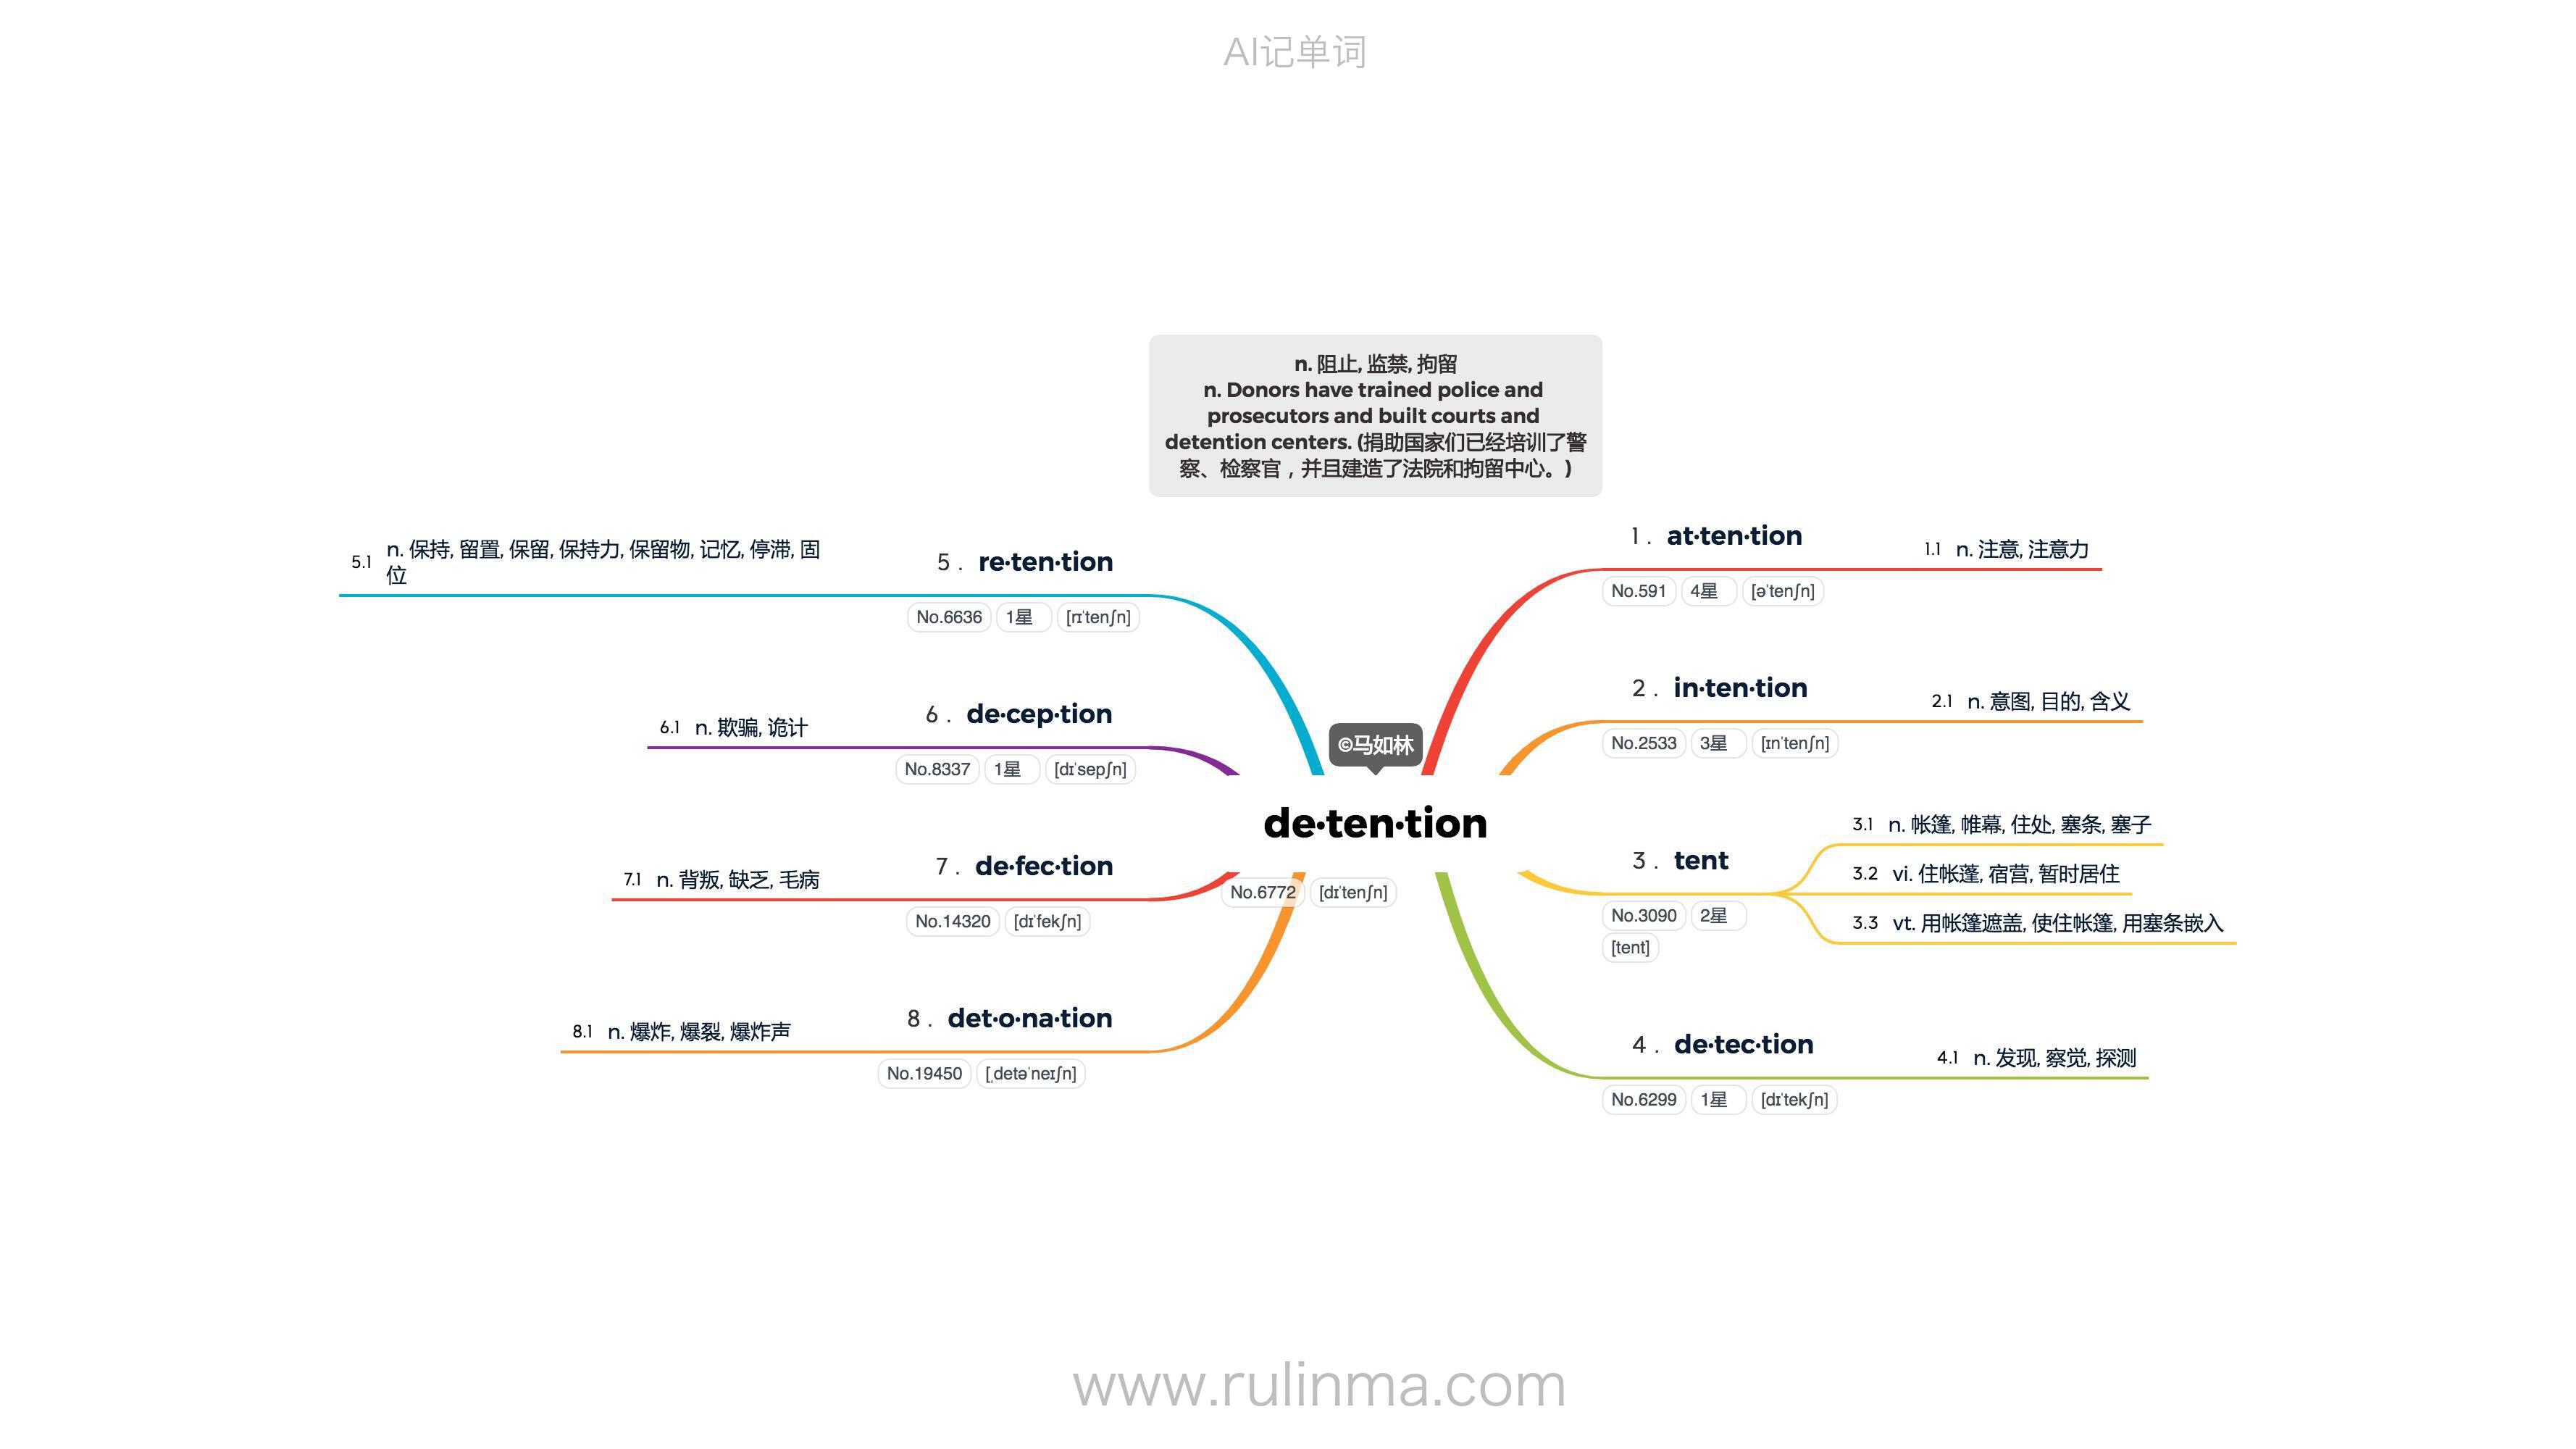 AI记单词
n. 阻止, 监禁, 拘留
n. Donors have trained police and
prosecutors and built courts and
detention centers. (捐助国家们已经培训了警
察、检察官，并且建造了法院和拘留中心。)
©马如林
de·ten·tion
No.6772 [dɪˈtenʃn]
1 . at·ten·tion
No.591 4星 [əˈtenʃn]
1.1 n. 注意, 注意力
2 . in·ten·tion
No.2533 3星 [ɪnˈtenʃn]
2.1 n. 意图, 目的, 含义
3 . tent
No.3090 2星
[tent]
3.1 n. 帐篷, 帷幕, 住处, 塞条, 塞子
3.2 vi. 住帐蓬, 宿营, 暂时居住
3.3 vt. 用帐篷遮盖, 使住帐篷, 用塞条嵌入
4 . de·tec·tion
No.6299 1星 [dɪˈtekʃn]
4.1 n. 发现, 察觉, 探测
5 . re·ten·tion
No.6636 1星 [rɪˈtenʃn]
5.1 n. 保持, 留置, 保留, 保持力, 保留物, 记忆, 停滞, 固
位
6 . de·cep·tion
No.8337 1星 [dɪˈsepʃn]
6.1 n. 欺骗, 诡计
7 . de·fec·tion
No.14320 [dɪˈfekʃn]
7.1 n. 背叛, 缺乏, 毛病
8 . det·o·na·tion
No.19450 [ˌdetəˈneɪʃn]
8.1 n. 爆炸, 爆裂, 爆炸声
www.rulinma.com